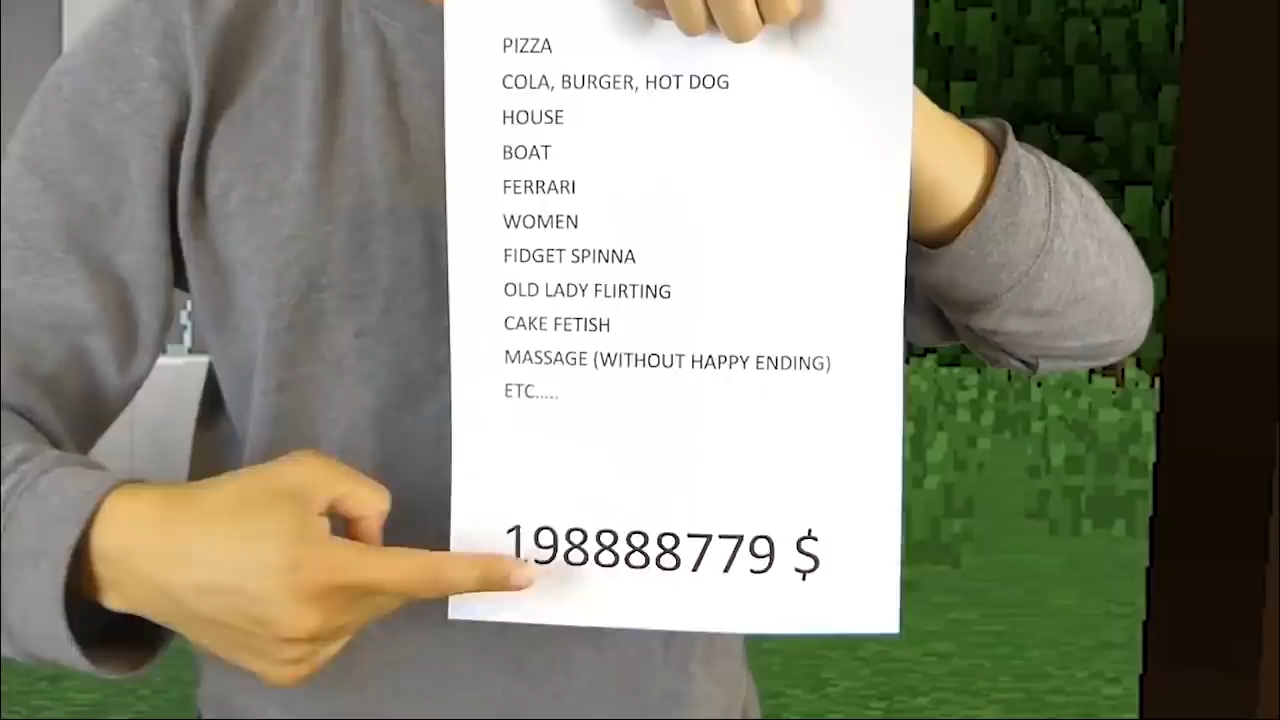 PIZZA
COLA, BURGER, HOT DOG
HOUSE
BOAT
FERRARI
WOMEN
FIDGET SPINNA
OLD LADY FLIRTING
CAKE FETISH
MASSAGE (WITHOUT HAPPY ENDING)
ETC.....
198888779 $